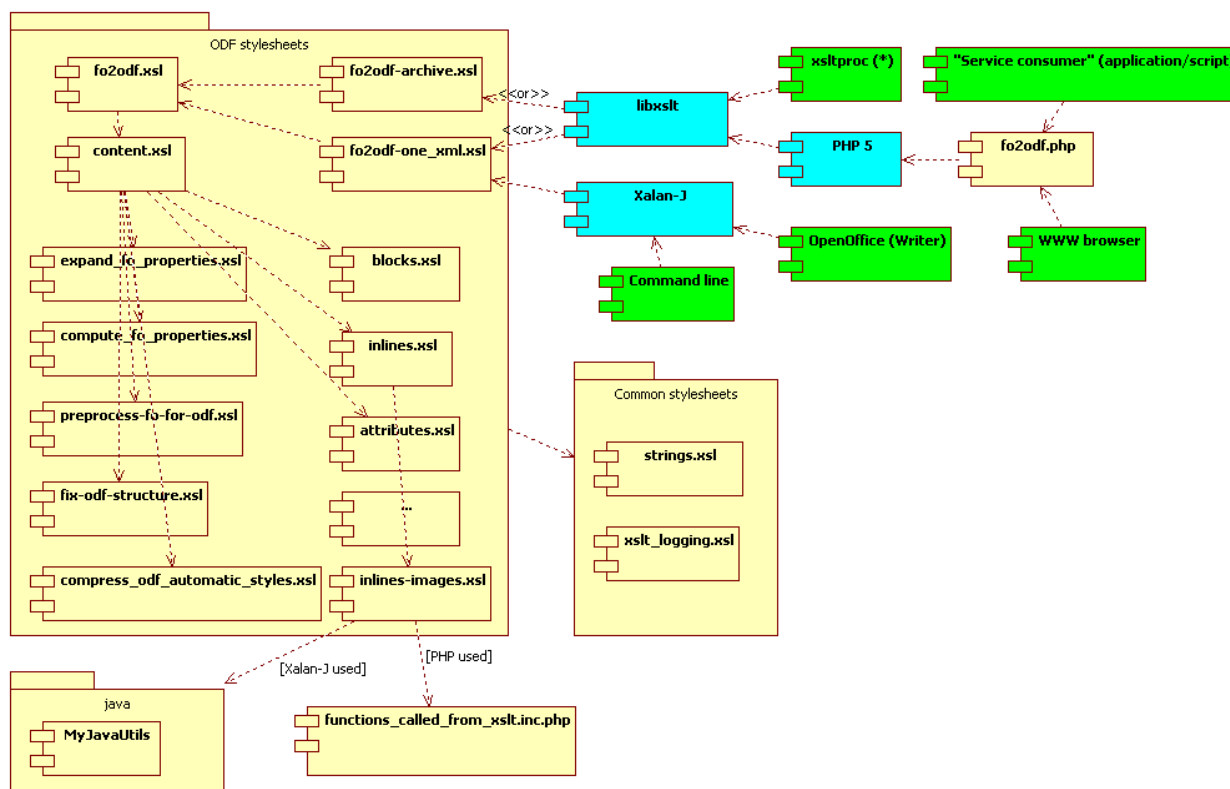 ODF stylesheets
fo2odf.xsl
fo2odf-archive.xsl
<<or>>
libxslt
xsltproc (*)
"Service consumer" (application/script
<<or>>
content.xsl
fo2odf-one_xml.xsl
PHP 5
fo2odf.php
Xalan-J
expand_fo_properties.xsl
blocks.xsl
OpenOffice (Writer)
WWW browser
Command line
compute_fo_properties.xsl
inlines.xsl
Common stylesheets
preprocess-fo-for-odf.xsl
attributes.xsl
strings.xsl
fix-odf-structure.xsl
...
xslt_logging.xsl
compress_odf_automatic_styles.xsl
inlines-images.xsl
[Xalan-J used]
[PHP used]
java
MyJavaUtils
functions_called_from_xslt.inc.php